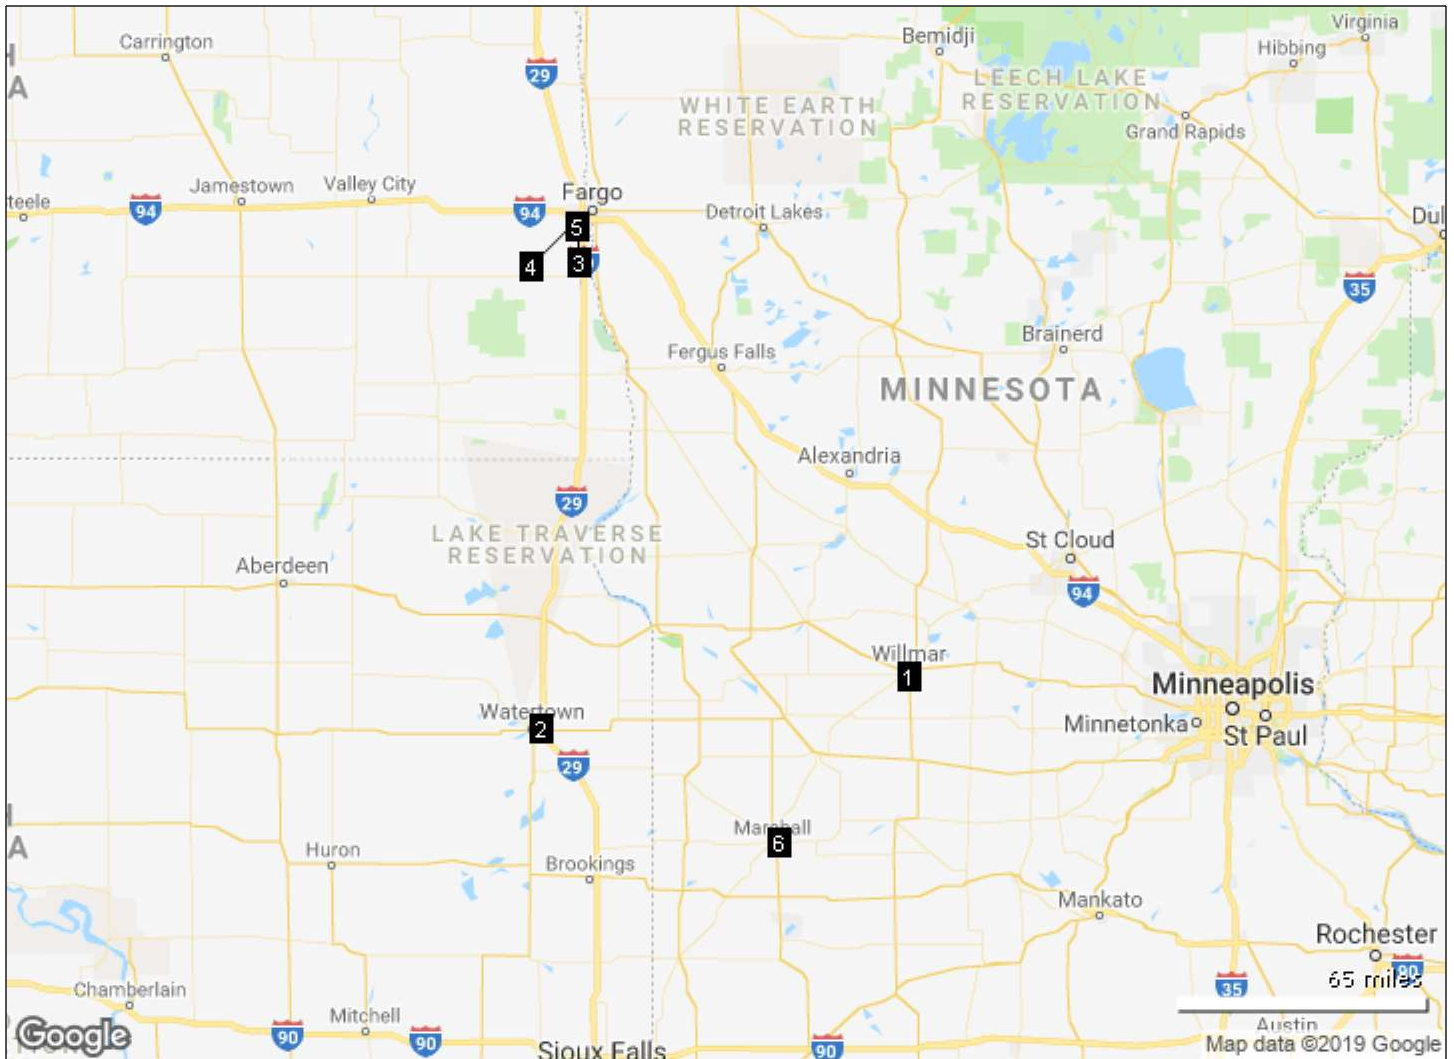 Virginia
Carrington
Bemidji
Hibbing
H
A
29
LEECH LAKE
RESERVATION
WHITE EARTH
RESERVATION
Grand Rapids
Jamestown
Valley City
Fargo
teele
94
94
Detroit Lakes
Dul
5
4
3
35
Brainerd
Fergus Falls
MINNESOTA
Alexandria
29
LAKE TRAVERSE
RESERVATION
St Cloud
Aberdeen
94
Willmar
1
Minneapolis
Watertown
2
Minnetonka
St Paul
29
H
A
Marshall
6
Huron
Brookings
Mankato
Rochester
90
65 miles
35
Chamberlain
Mitchell
Google
90
90
Sioux Falls
90
Austin
Map data ©2019 Google